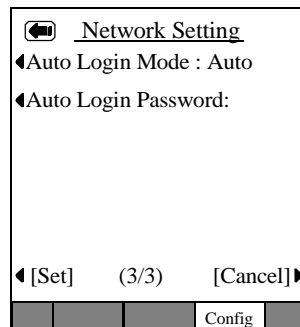 Network Setting
Auto Login Mode : Auto
Auto Login Password:
[Set] (3/3) [Cancel]
Config